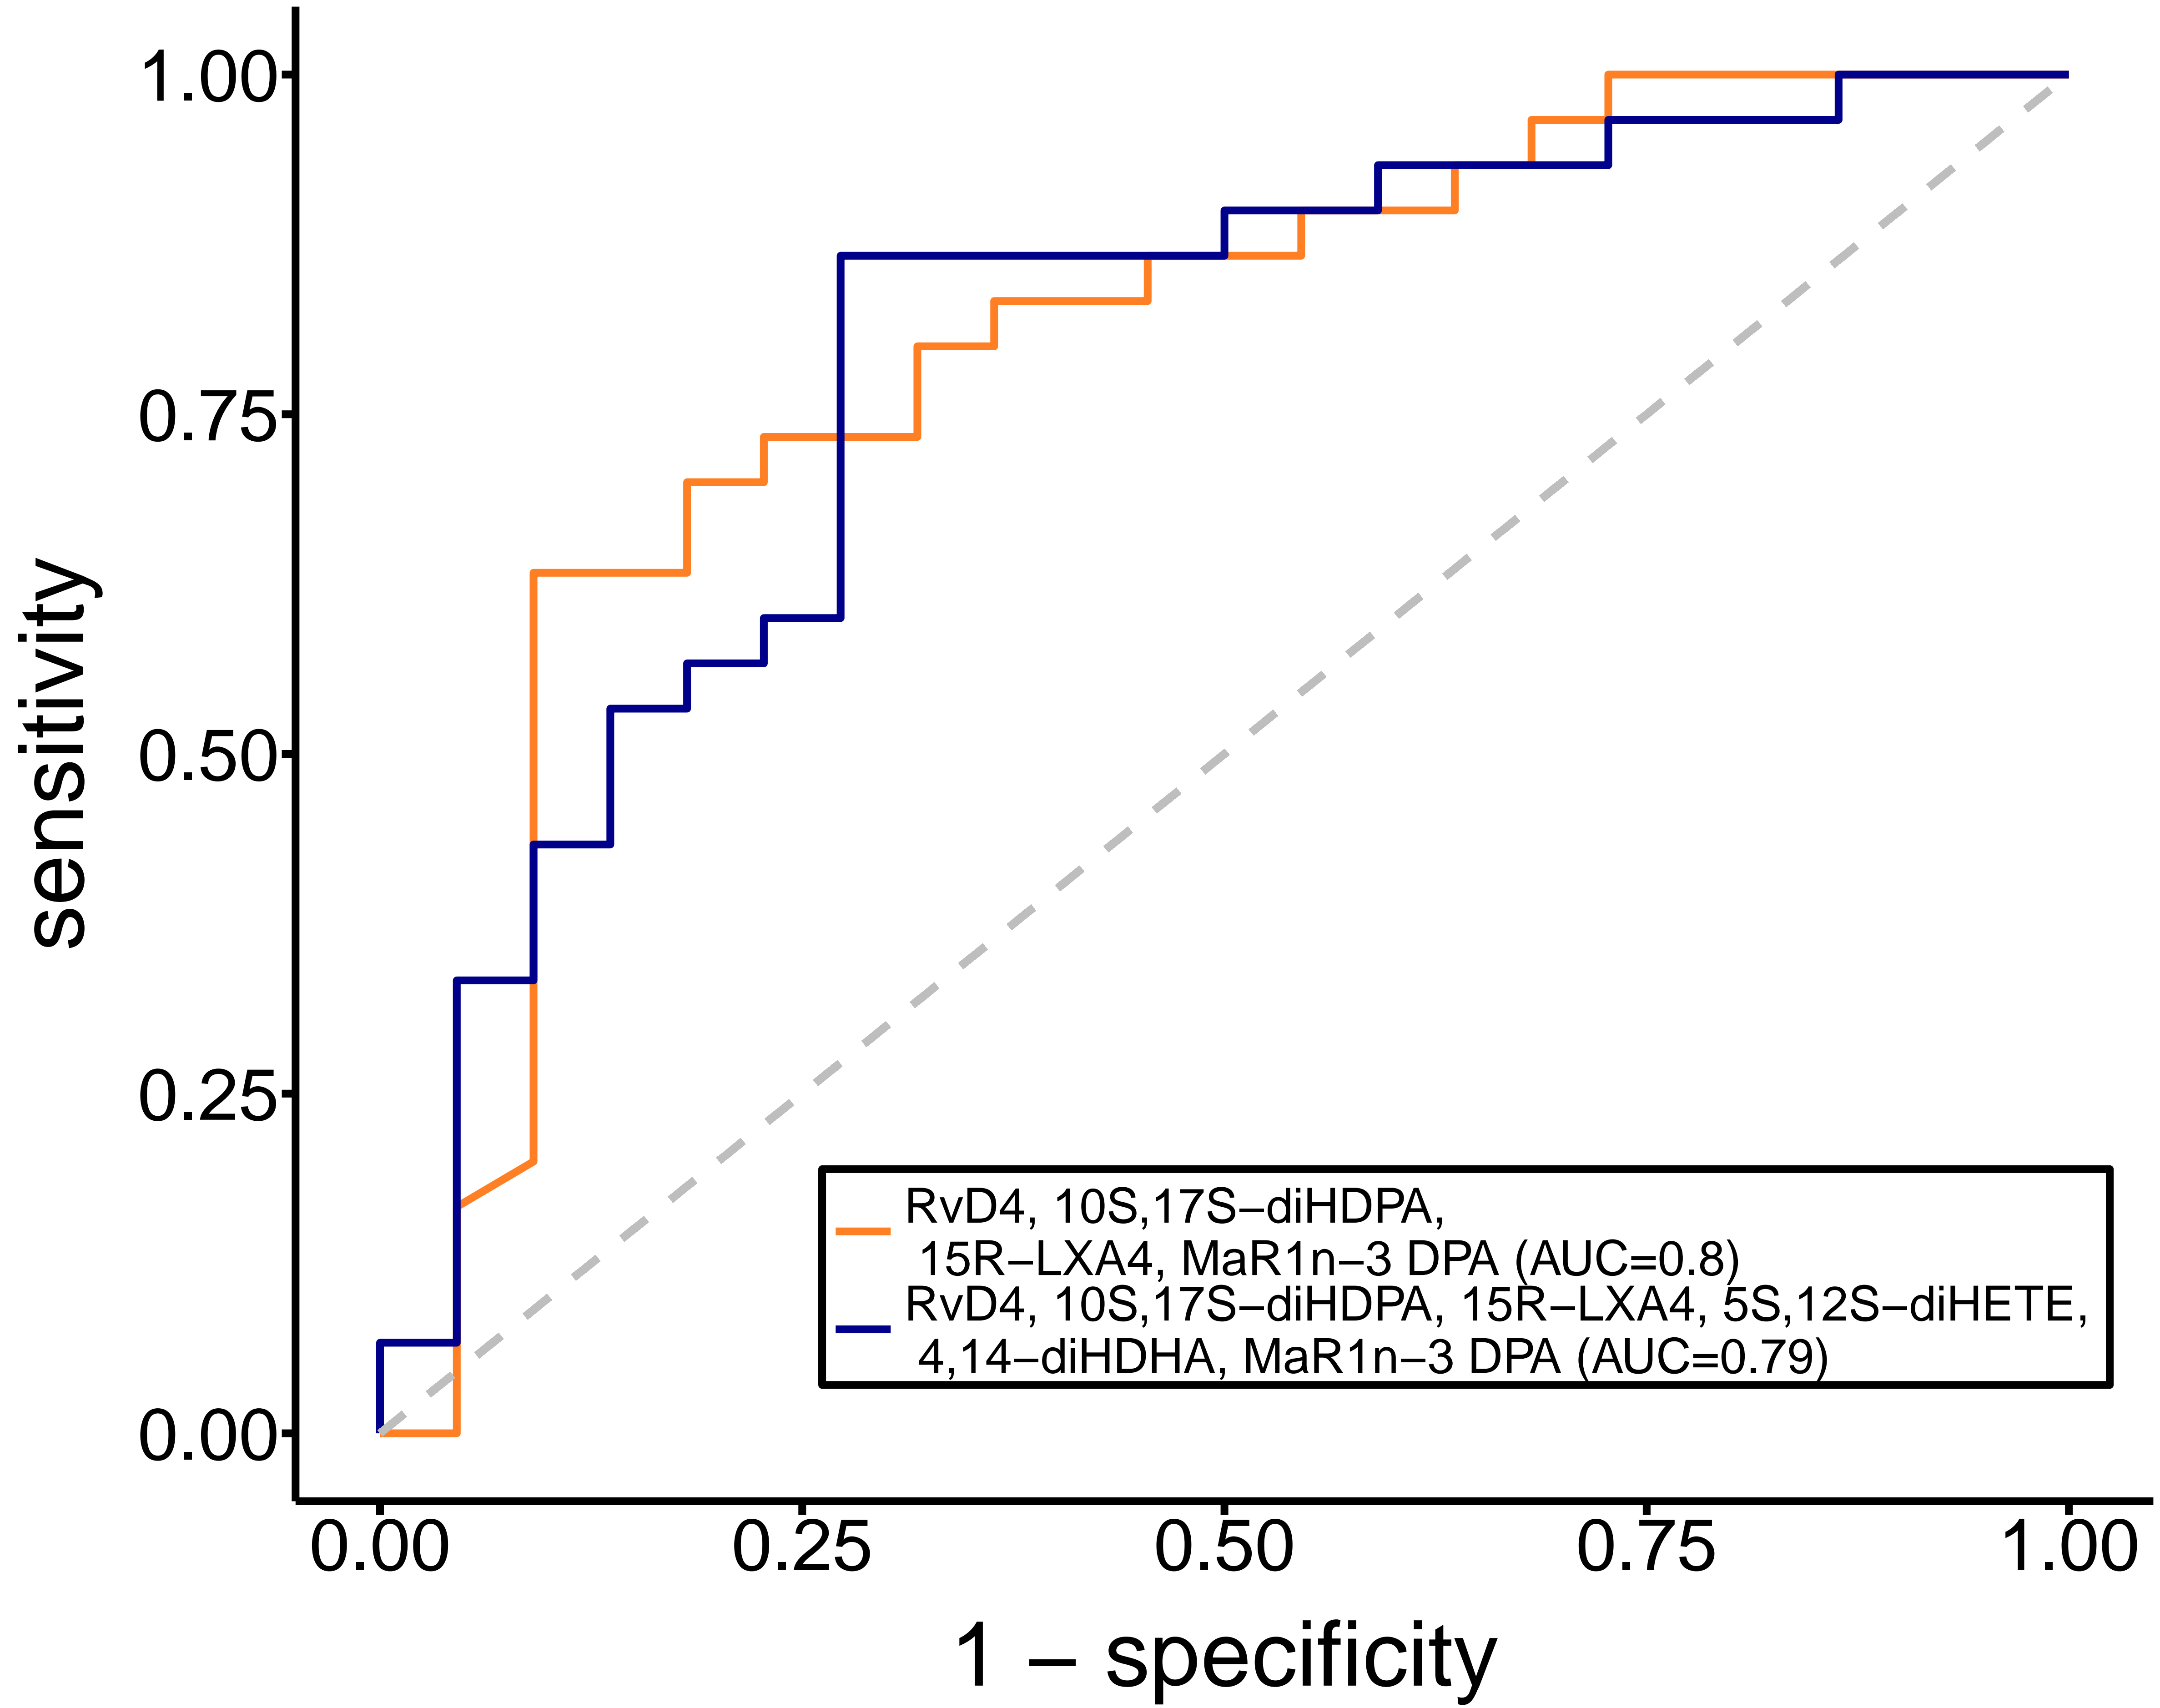 1.00
0.75
0.50
0.25
0.00
sensitivity
RvD4, 10S,17S−diHDPA,
15R−LXA4, MaR1n−3 DPA (AUC=0.8)
RvD4, 10S,17S−diHDPA, 15R−LXA4, 5S,12S−diHETE,
4,14−diHDHA, MaR1n−3 DPA (AUC=0.79)
0.00 0.25 0.50 0.75 1.00
1 − specificity